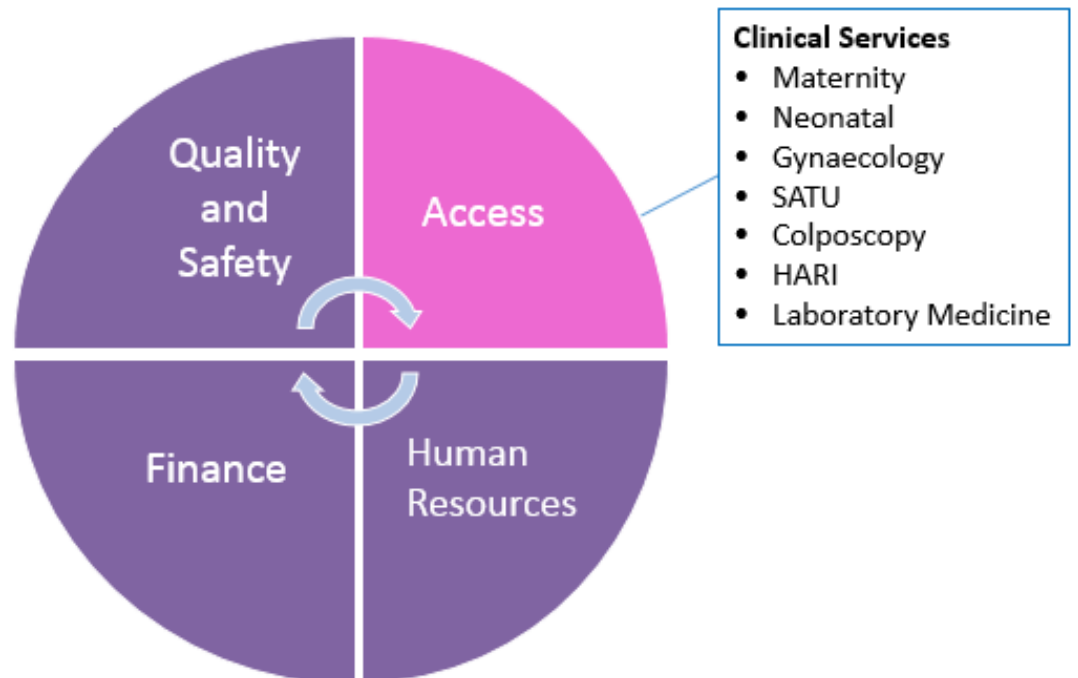 Quality
and
Safety
Access
Finance
Human
Resources
Clinical Services
• Maternity
• Neonatal
• Gynaecology
• SATU
• Colposcopy
• HARI
• Laboratory Medicine